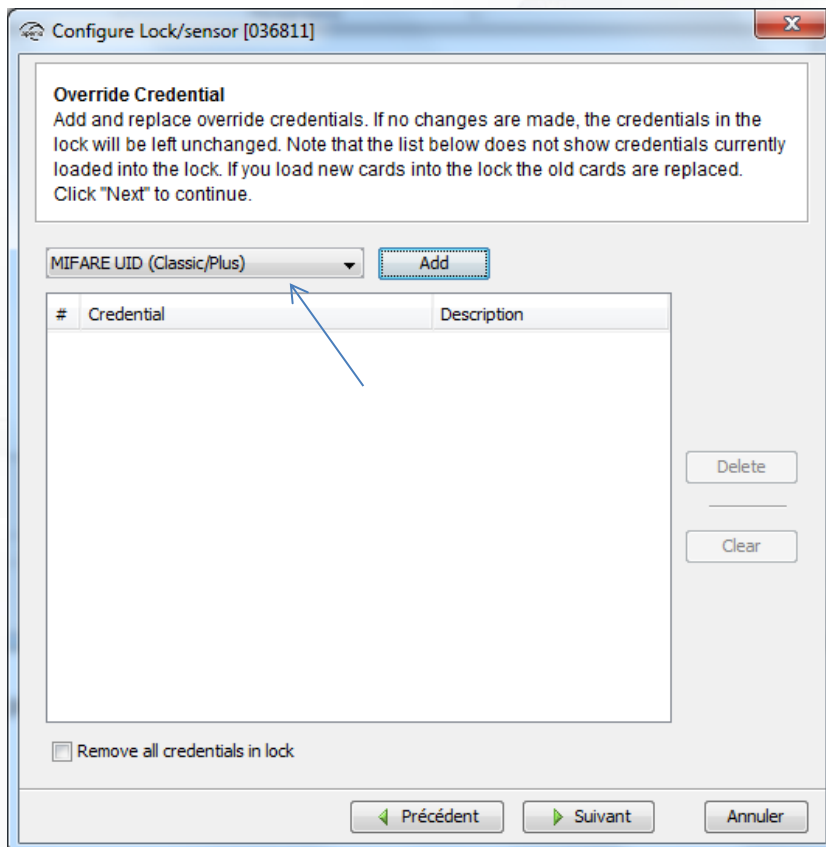 Configure Lock/sensor [036811]
Override Credential
Add and replace override credentials. If no changes are made, the credentials in the
lock will be left unchanged. Note that the list below does not show credentials currently
loaded into the lock. If you load new cards into the lock the old cards are replaced.
Click "Next" to continue.
MIFARE UID (Classic/Plus) Add
# Credential Description
Delete
Clear
Remove all credentials in lock
Précédent Suivant Annuler